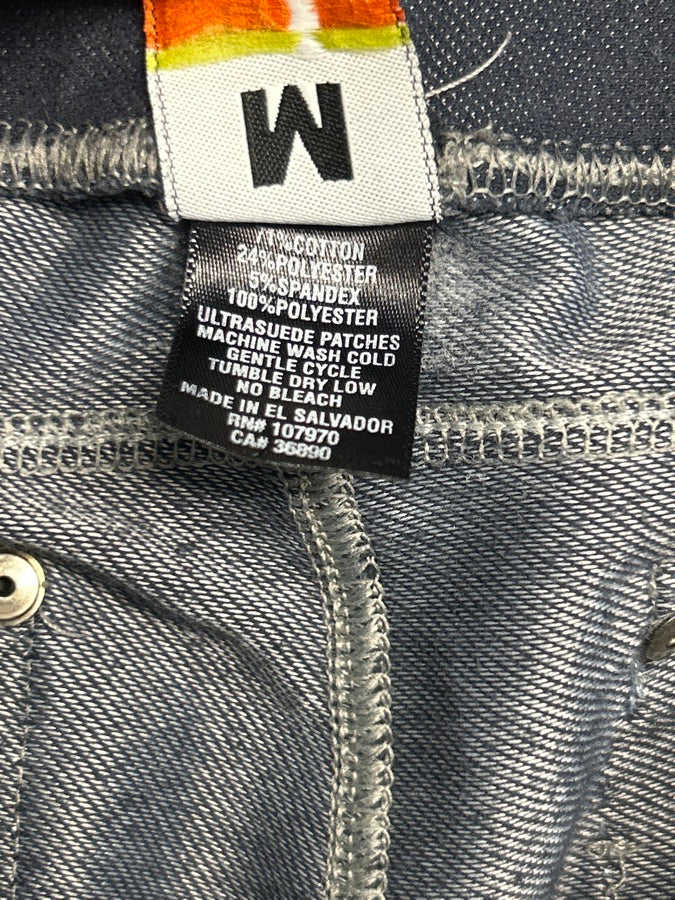 M
71%COTTON
24%POLYESTER
5%SPANDEX
100%POLYESTER
ULTRASUEDE PATCHES
MACHINE WASH COLD
GENTLE CYCLE
TUMBLE DRY LOW
NO BLEACH
MADE IN EL SALVADOR
RN# 107970
CA# 36890